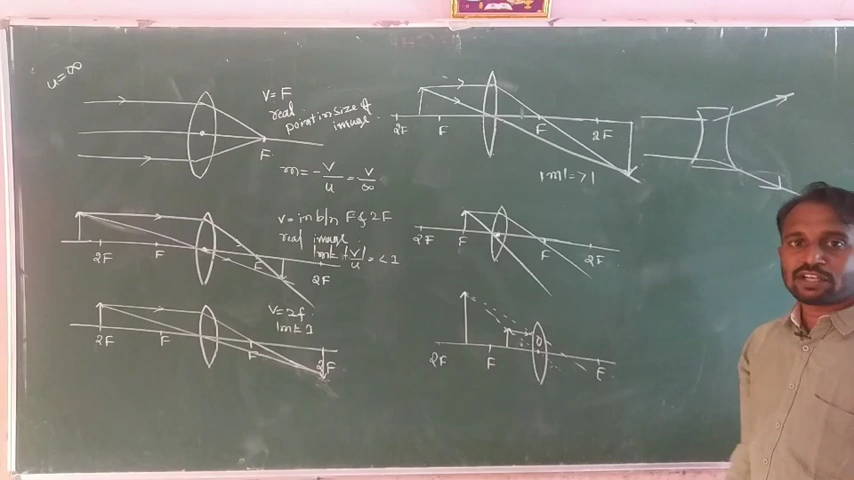 u=∞
v=F
real
point in size of
image.
F
m=-v/u=v/∞
2F F F 2F
|m|=>1
v=in b/n F & 2F
real image
|m|=|v/u|=<1
2F F F 2F
2F F F 2F
v=2f
|m|=1
2F F F 2F
2F F F